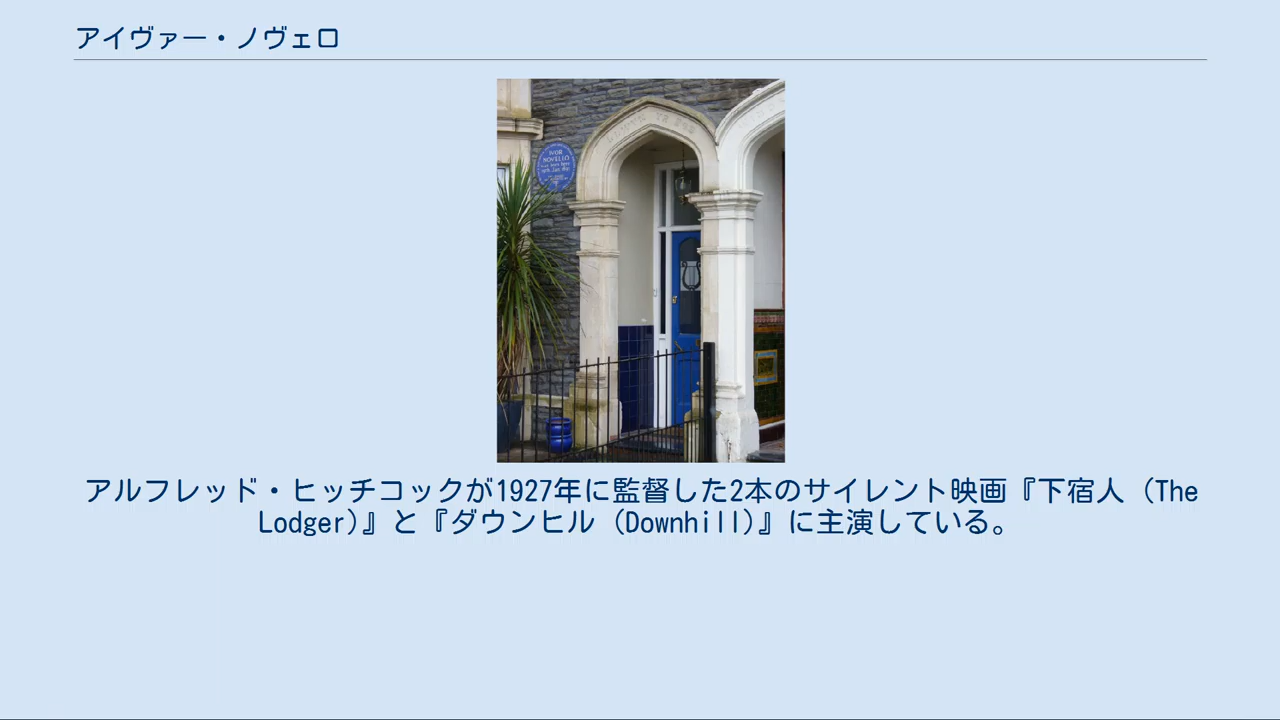 アイヴァー・ノヴェロ
IVOR
NOVELLO
アルフレッド・ヒッチコックが1927年に監督した2本のサイレント映画『下宿人（The
Lodger）』と『ダウンヒル（Downhill）』に主演している。